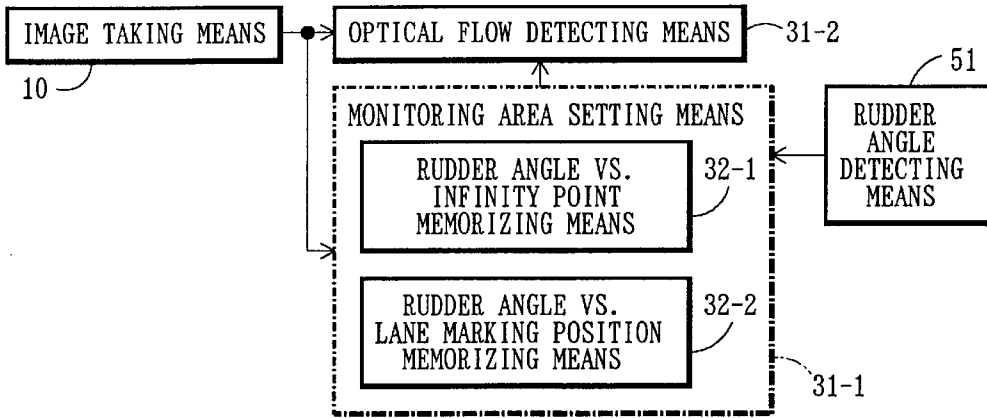 IMAGE TAKING MEANS
10
OPTICAL FLOW DETECTING MEANS
31-2
MONITORING AREA SETTING MEANS
RUDDER ANGLE VS.
INFINITY POINT
MEMORIZING MEANS
32-1
RUDDER ANGLE VS.
LANE MARKING POSITION
MEMORIZING MEANS
32-2
31-1
51
RUDDER
ANGLE
DETECTING
MEANS